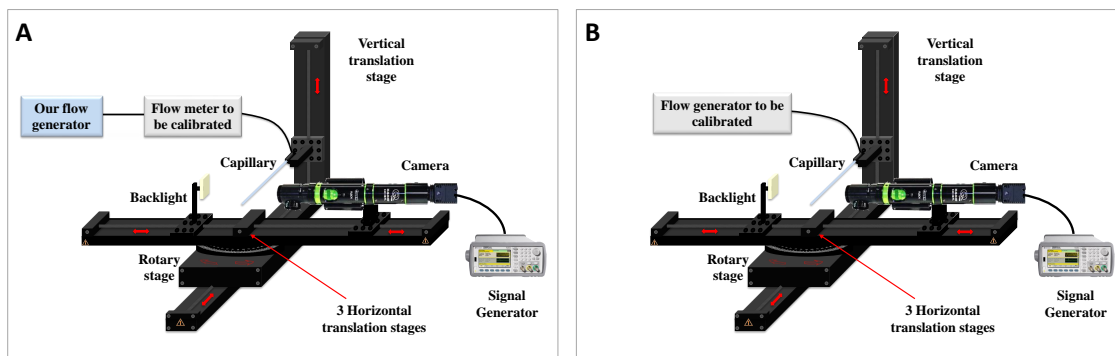 A
Vertical
translation
stage
Our flow
generator
Flow meter to
be calibrated
Capillary
Camera
Backlight
Rotary
stage
3 Horizontal
translation stages
Signal
Generator
B
Vertical
translation
stage
Flow generator to be
calibrated
Capillary
Camera
Backlight
Rotary
stage
3 Horizontal
translation stages
Signal
Generator